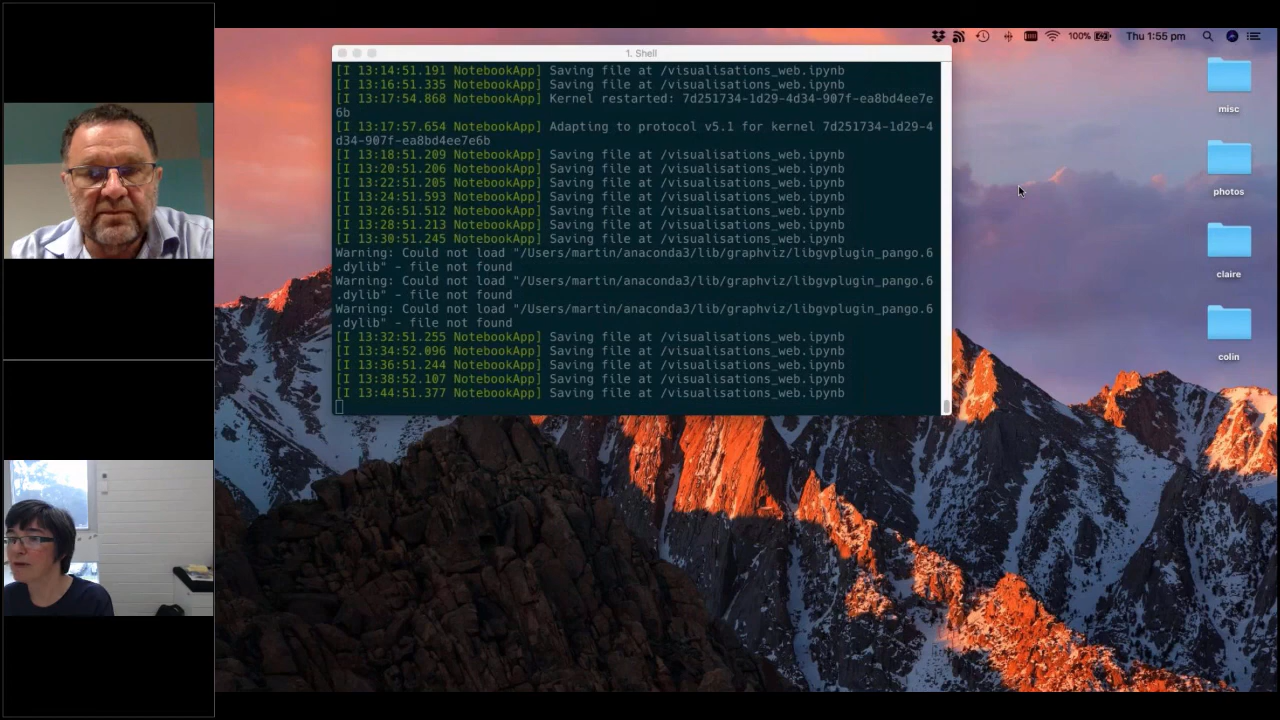 100%
Thu 1:55 pm
1. Shell
[I 13:14:51.191 NotebookApp] Saving file at /visualisations_web.ipynb
[I 13:16:51.335 NotebookApp] Saving file at /visualisations_web.ipynb
[I 13:17:54.868 NotebookApp] Kernel restarted: 7d251734-1d29-4d34-907f-ea8bd4ee7e
6b
[I 13:17:57.654 NotebookApp] Adapting to protocol v5.1 for kernel 7d251734-1d29-4
d34-907f-ea8bd4ee7e6b
[I 13:18:51.209 NotebookApp] Saving file at /visualisations_web.ipynb
[I 13:20:51.206 NotebookApp] Saving file at /visualisations_web.ipynb
[I 13:22:51.205 NotebookApp] Saving file at /visualisations_web.ipynb
[I 13:24:51.593 NotebookApp] Saving file at /visualisations_web.ipynb
[I 13:26:51.512 NotebookApp] Saving file at /visualisations_web.ipynb
[I 13:28:51.213 NotebookApp] Saving file at /visualisations_web.ipynb
[I 13:30:51.245 NotebookApp] Saving file at /visualisations_web.ipynb
Warning: Could not load "/Users/martin/anaconda3/lib/graphviz/libgvplugin_pango.6
.dylib" - file not found
Warning: Could not load "/Users/martin/anaconda3/lib/graphviz/libgvplugin_pango.6
.dylib" - file not found
Warning: Could not load "/Users/martin/anaconda3/lib/graphviz/libgvplugin_pango.6
.dylib" - file not found
[I 13:32:51.255 NotebookApp] Saving file at /visualisations_web.ipynb
[I 13:34:52.096 NotebookApp] Saving file at /visualisations_web.ipynb
[I 13:36:51.244 NotebookApp] Saving file at /visualisations_web.ipynb
[I 13:38:52.107 NotebookApp] Saving file at /visualisations_web.ipynb
[I 13:44:51.377 NotebookApp] Saving file at /visualisations_web.ipynb
misc
photos
claire
colin